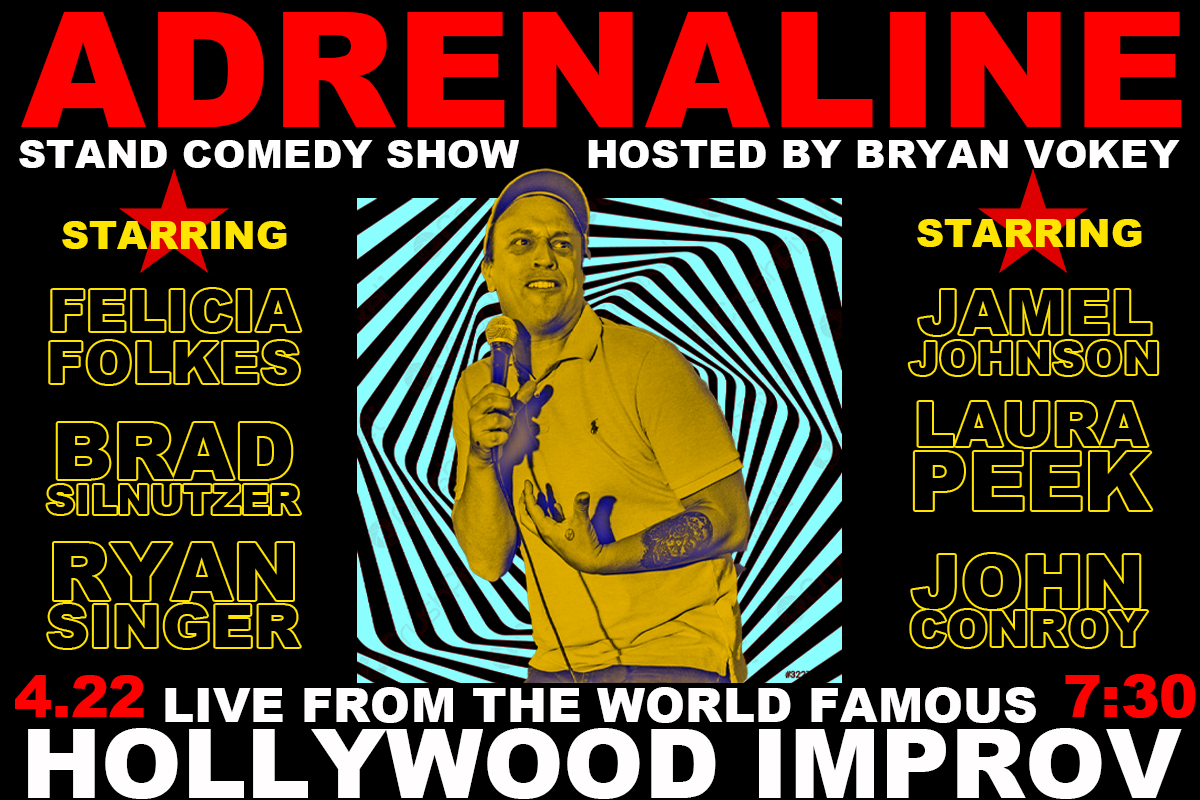 ADRENALINE
STAND COMEDY SHOW HOSTED BY BRYAN VOKEY
STARRING
FELICIA
FOLKES
BRAD
SILNUTZER
RYAN
SINGER
STARRING
JAMEL
JOHNSON
LAURA
PEEK
JOHN
CONROY
4.22 LIVE FROM THE WORLD FAMOUS 7:30
HOLLYWOOD IMPROV